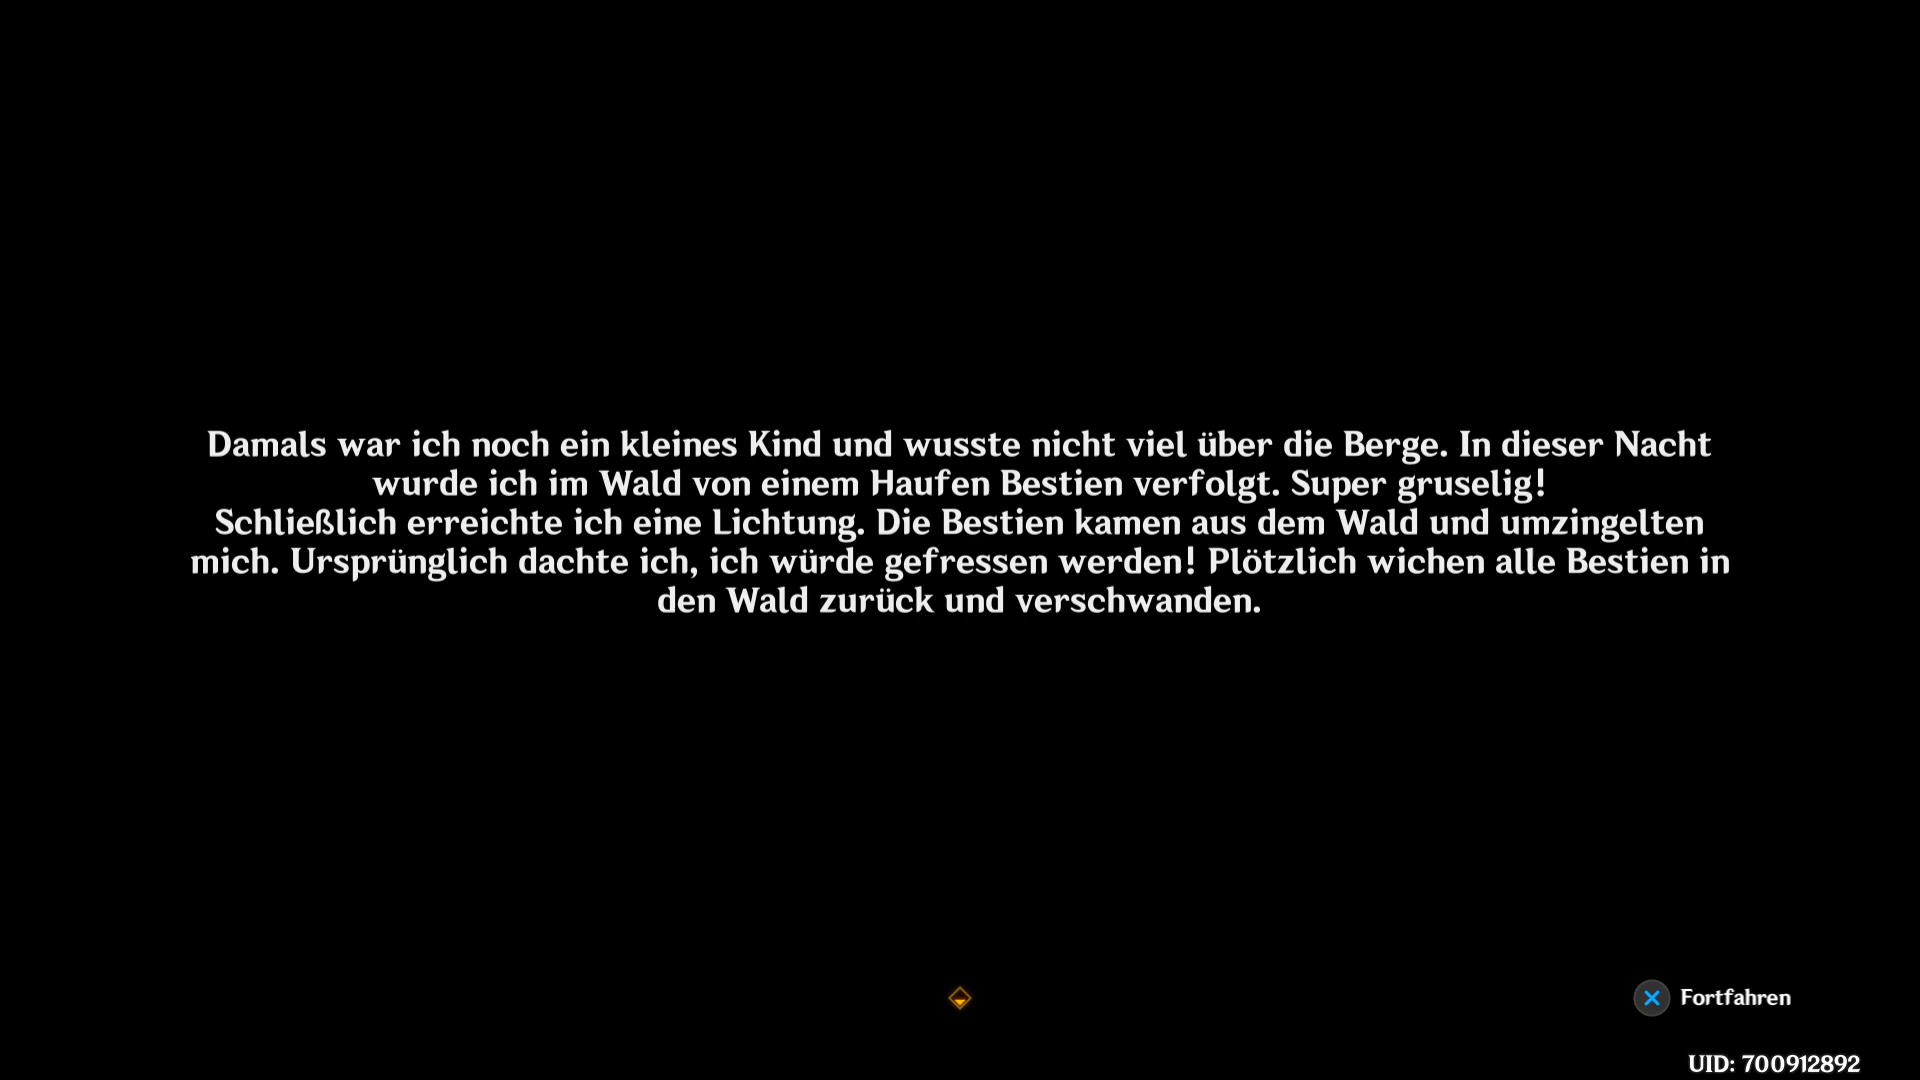 Damals war ich noch ein kleines Kind und wusste nicht viel über die Berge. In dieser Nacht
wurde ich im Wald von einem Haufen Bestien verfolgt. Super gruselig!
Schließlich erreichte ich eine Lichtung. Die Bestien kamen aus dem Wald und umzingelten
mich. Ursprünglich dachte ich, ich würde gefressen werden! Plötzlich wichen alle Bestien in
den Wald zurück und verschwanden.
Fortfahren
UID: 700912892